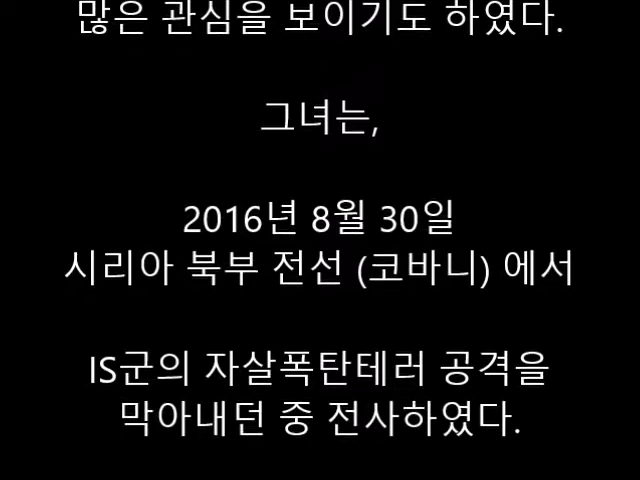 많은 관심을 보이기도 하였다.
그녀는,
2016년 8월 30일
시리아 북부 전선 (코바니) 에서
IS군의 자살폭탄테러 공격을
막아내던 중 전사하였다.